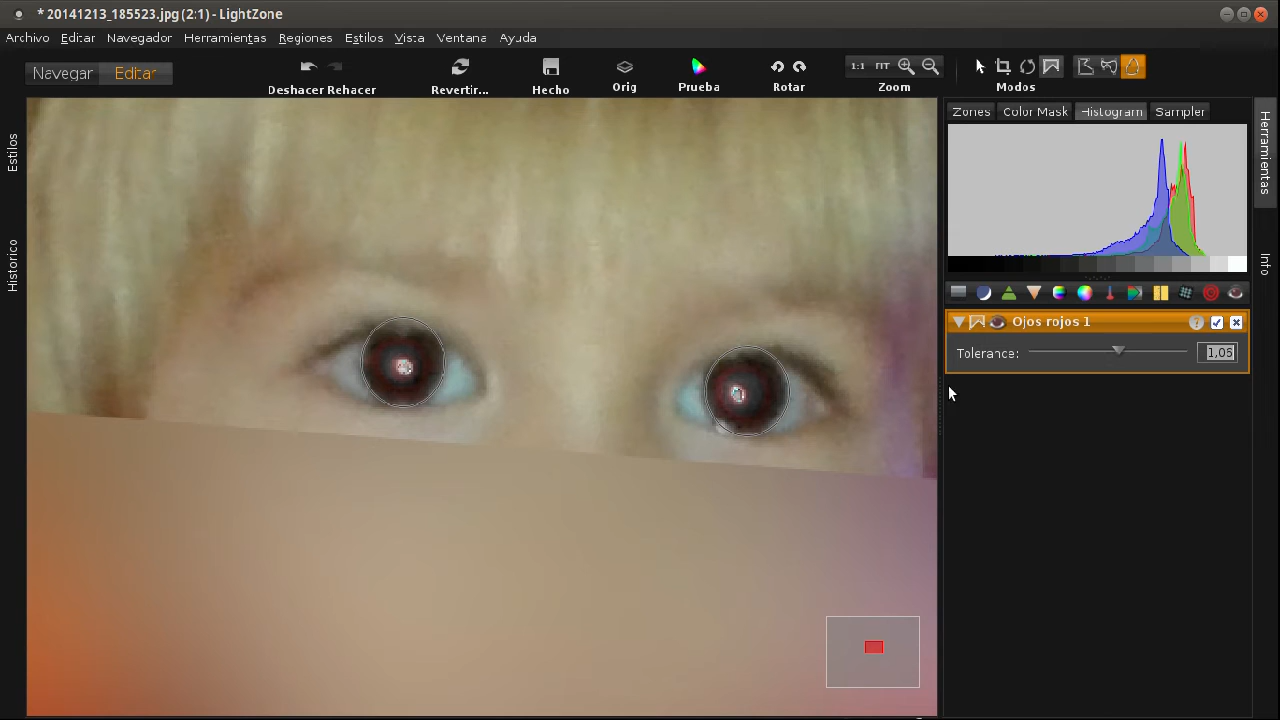 * 20141213_185523.jpg (2:1) - LightZone
Archivo Editar Navegador Herramientas Regiones Estilos Vista Ventana Ayuda
Navegar Editar Deshacer Rehacer Revertir... Hecho Orig Prueba Rotar 1:1 FIT Zoom Modos
Zones Color Mask Histogram Sampler
Estilos
Historico
Herramientas
Info
Ojos rojos 1 ?
Tolerance: 1,06